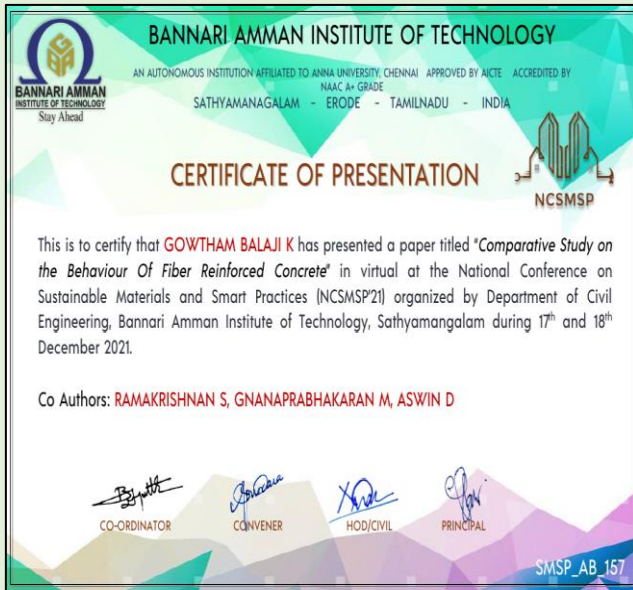 BANNARI AMMAN INSTITUTE OF TECHNOLOGY
AN AUTONOMOUS INSTITUTION AFFILIATED TO ANNA UNIVERSITY, CHENNAI APPROVED BY AICTE ACCREDITED BY
NAAC A+ GRADE
SATHYAMANAGALAM - ERODE - TAMILNADU - INDIA
BANNARI AMMAN
INSTITUTE OF TECHNOLOGY
Stay Ahead
CERTIFICATE OF PRESENTATION
NCSMSP
This is to certify that GOWTHAM BALAJI K has presented a paper titled "Comparative Study on
the Behaviour Of Fiber Reinforced Concrete" in virtual at the National Conference on
Sustainable Materials and Smart Practices (NCSMSP'21) organized by Department of Civil
Engineering, Bannari Amman Institute of Technology, Sathyamangalam during 17th and 18th
December 2021.
Co Authors: RAMAKRISHNAN S, GNANAPRABHAKARAN M, ASWIN D
CO-ORDINATOR CONVENER HOD/CIVIL PRINCIPAL
SMSP_AB_157